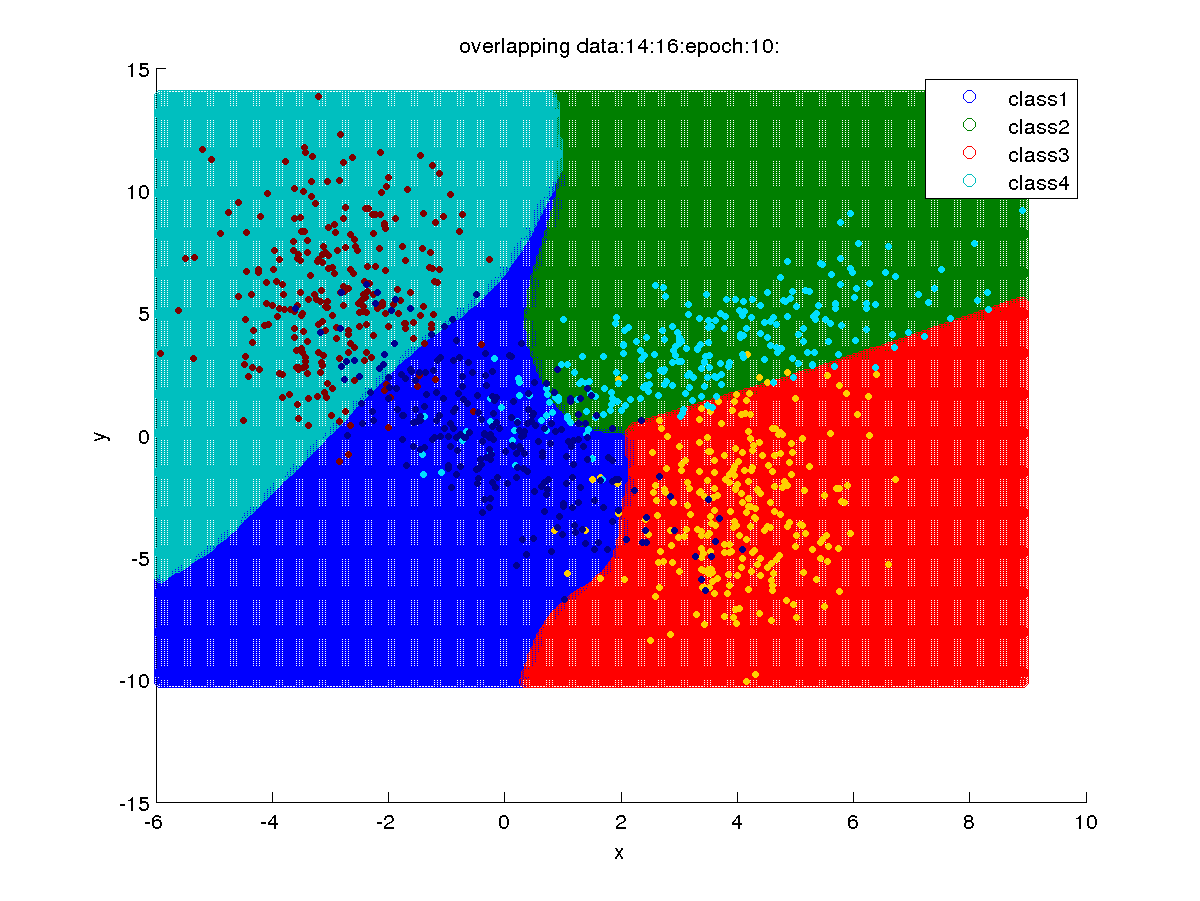 overlapping data:14:16:epoch:10:
class1
class2
class3
class4
15
10
5
0
-5
-10
-15
y
-6 -4 -2 0 2 4 6 8 10
x